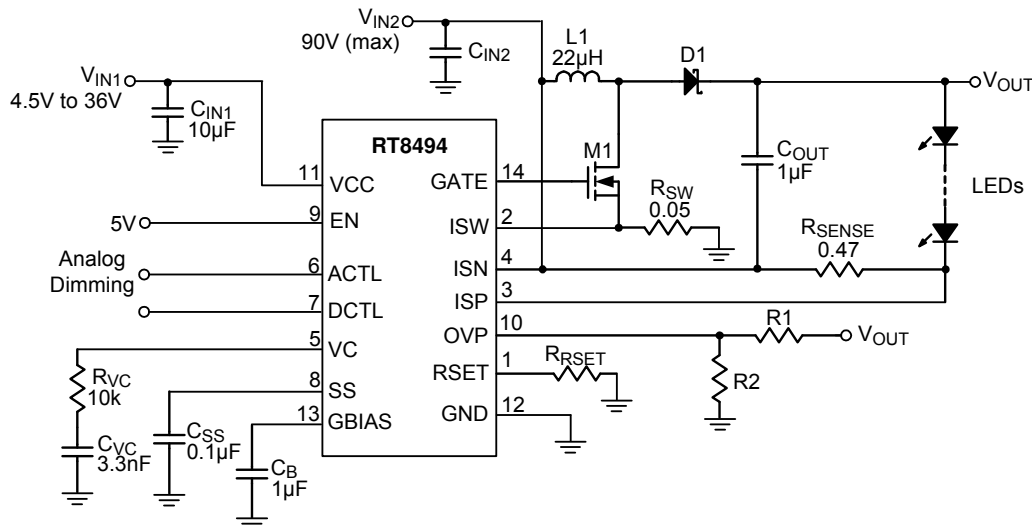 VIN2
90V (max)
CIN2
L1
22µH
D1
VOUT
VIN1
4.5V to 36V
CIN1
10µF
RT8494
M1
COUT
1µF
LEDs
11
VCC
GATE
14
RSW
0.05
5V
9
EN
ISW
2
RSENSE
0.47
Analog
Dimming
6
ACTL
ISN
4
7
DCTL
ISP
3
5
VC
OVP
10
R1
VOUT
RVC
10k
8
SS
RSET
1
RRSET
R2
13
GBIAS
GND
12
CVC
3.3nF
CSS
0.1µF
CB
1µF